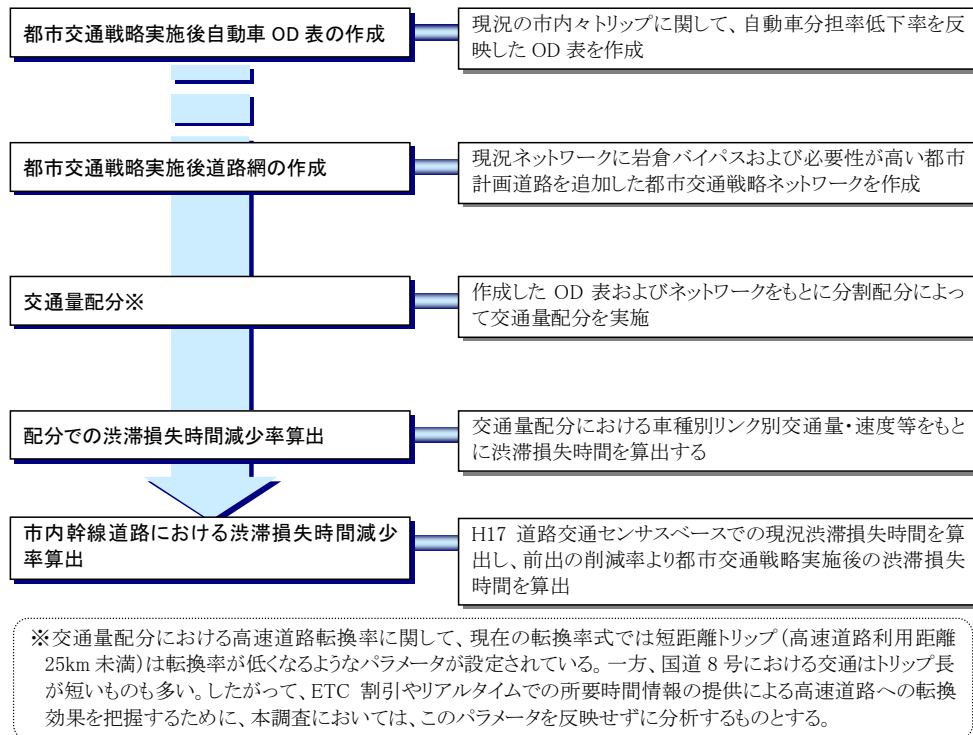 都市交通戦略実施後自動車 OD 表の作成
現況の市内々トリップに関して、自動車分担率低下率を反
映した OD 表を作成
都市交通戦略実施後道路網の作成
現況ネットワークに岩倉バイパスおよび必要性が高い都市
計画道路を追加した都市交通戦略ネットワークを作成
交通量配分※
作成した OD 表およびネットワークをもとに分割配分によっ
て交通量配分を実施
配分での渋滞損失時間減少率算出
交通量配分における車種別リンク別交通量・速度等をも
とに渋滞損失時間を算出する
市内幹線道路における渋滞損失時間減少
率算出
H17 道路交通センサスベースでの現況渋滞損失時間を算
出し、前出の削減率より都市交通戦略実施後の渋滞損失
時間を算出
※交通量配分における高速道路転換率に関して、現在の転換率式では短距離トリップ（高速道路利用距離
25km 未満）は転換率が低くなるようなパラメータが設定されている。一方、国道 8 号における交通はトリップ長
が短いものも多い。したがって、ETC 割引やリアルタイムでの所要時間情報の提供による高速道路への転換
効果を把握するために、本調査においては、このパラメータを反映せずに分析するものとする。